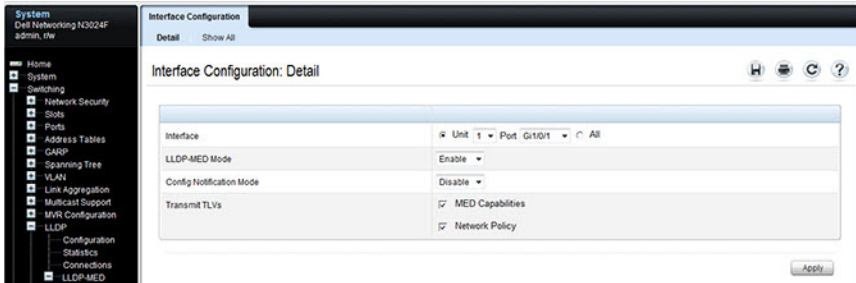 System
Dell Networking N3024F
admin, r/w
Home
System
Switching
Network Security
Slots
Ports
Address Tables
GARP
Spanning Tree
VLAN
Link Aggregation
Multicast Support
MVR Configuration
LLDP
Configuration
Statistics
Connections
LLDP-MED
Interface Configuration
Detail Show All
Interface Configuration: Detail
Interface Unit 1 Port Gi1/0/1 All
LLDP-MED Mode Enable
Config Notification Mode Disable
Transmit TLVs MED Capabilities
Network Policy
Apply